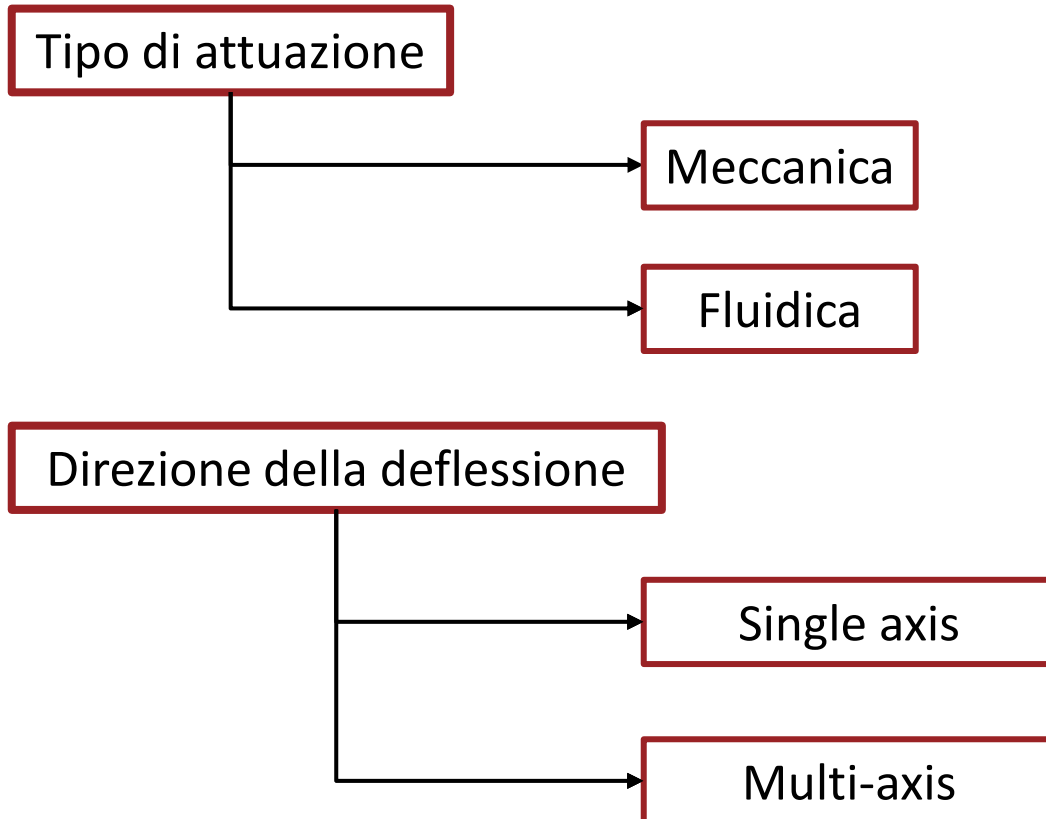 Tipo di attuazione
Meccanica
Fluidica
Direzione della deflessione
Single axis
Multi-axis